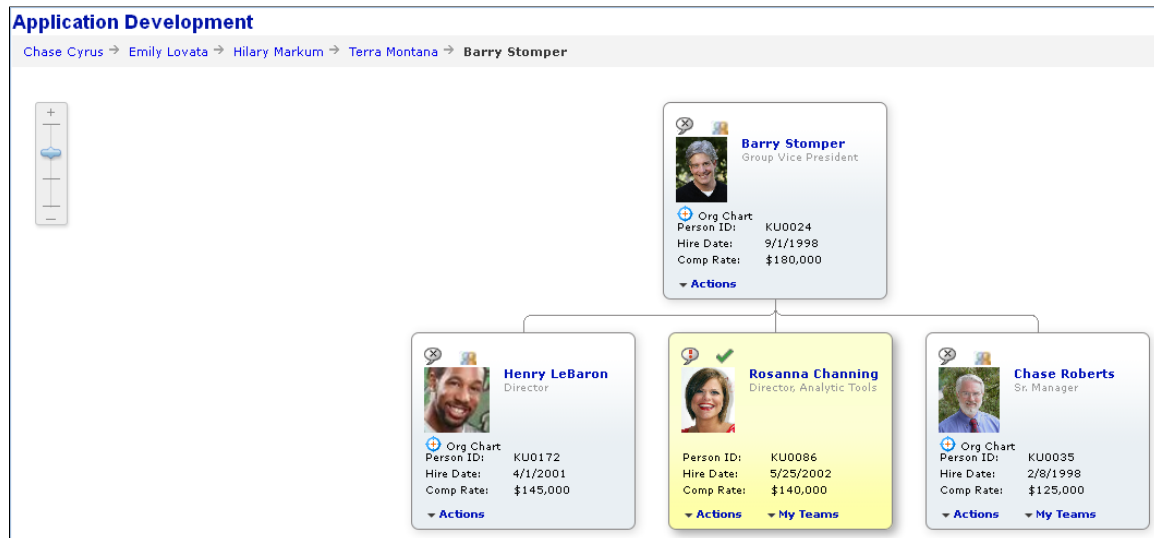 Application Development
Chase Cyrus → Emily Lovata → Hilary Markum → Terra Montana → Barry Stomper
+
−
Barry Stomper
Group Vice President
Org Chart
Person ID: KU0024
Hire Date: 9/1/1998
Comp Rate: $180,000
Actions
Henry LeBaron
Director
Org Chart
Person ID: KU0172
Hire Date: 4/1/2001
Comp Rate: $145,000
Actions
Rosanna Channing
Director, Analytic Tools
Person ID: KU0086
Hire Date: 5/25/2002
Comp Rate: $140,000
Actions My Teams
Chase Roberts
Sr. Manager
Org Chart
Person ID: KU0035
Hire Date: 2/8/1998
Comp Rate: $125,000
Actions My Teams